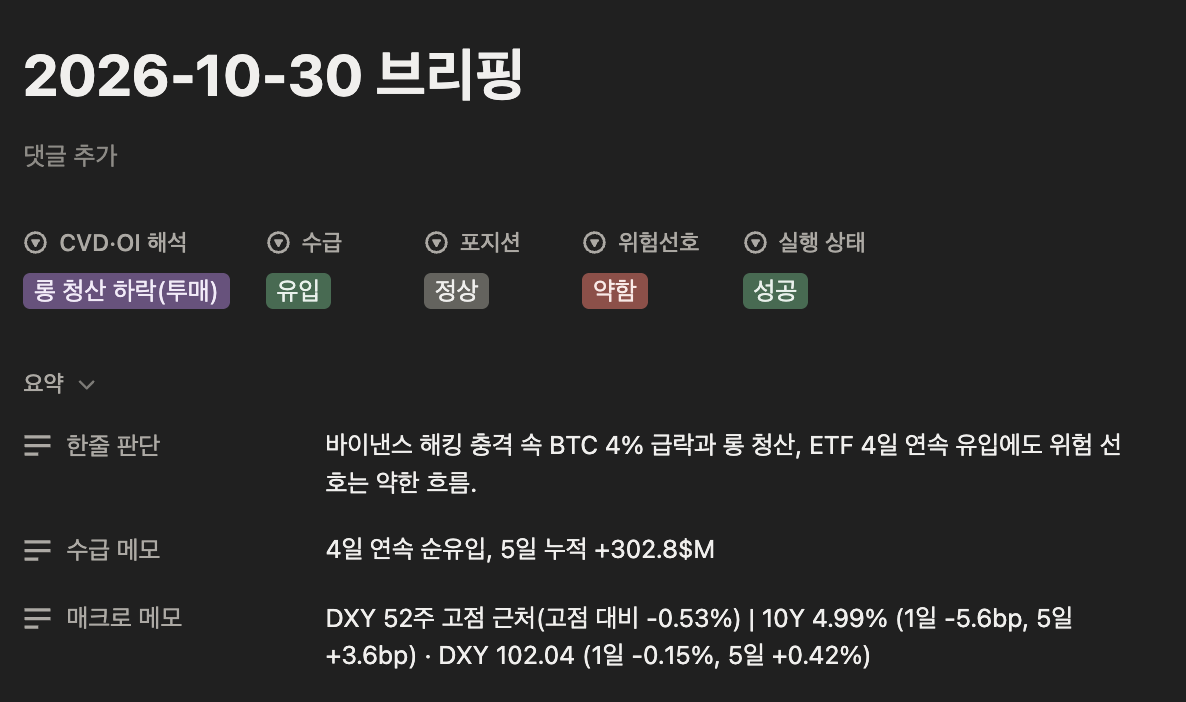 2026-10-30 브리핑
댓글 추가
CVD·OI 해석 수급 포지션 위험선호 실행 상태
롱 청산 하락(투매) 유입 정상 약함 성공
요약
한줄 판단 바이낸스 해킹 충격 속 BTC 4% 급락과 롱 청산, ETF 4일 연속 유입에도 위험 선
호는 약한 흐름.
수급 메모 4일 연속 순유입, 5일 누적 +302.8$M
매크로 메모 DXY 52주 고점 근처(고점 대비 -0.53%) | 10Y 4.99% (1일 -5.6bp, 5일
+3.6bp) · DXY 102.04 (1일 -0.15%, 5일 +0.42%)